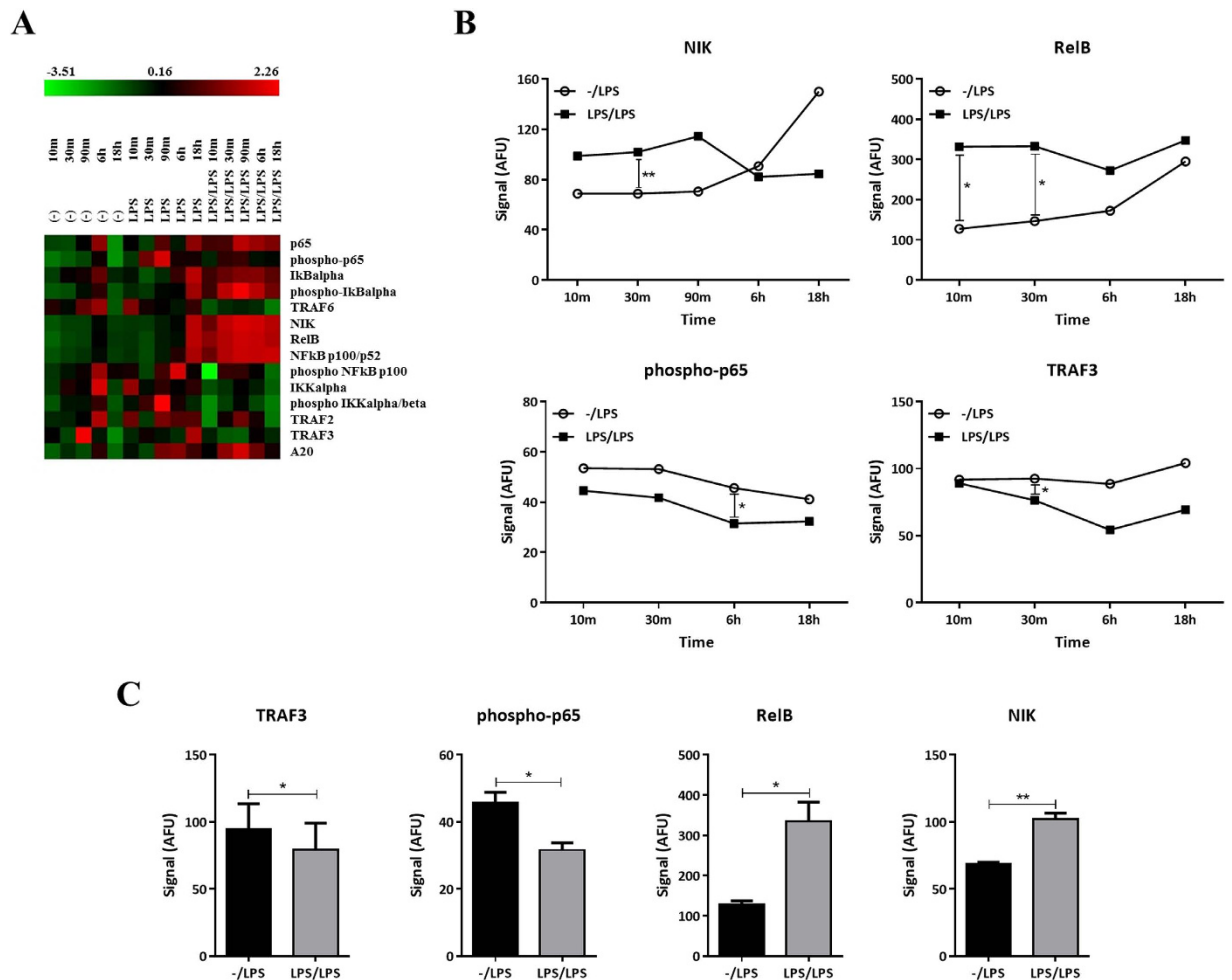 A
-3.51 0.16 2.26
10m 30m 90m 6h 18h 10m 30m 90m 6h 18h 10m 30m 90m 6h 18h
(-) (-) (-) (-) (-) LPS LPS LPS LPS LPS LPS/LPS LPS/LPS LPS/LPS LPS/LPS LPS/LPS
p65
phospho-p65
IkBalpha
phospho-IkBalpha
TRAF6
NIK
RelB
NFkB p100/p52
phospho NFkB p100
IKKalpha
phospho IKKalpha/beta
TRAF2
TRAF3
A20
B
NIK
-/LPS
LPS/LPS
Signal (AFU)
160
120
80
40
0
**
10m 30m 90m 6h 18h
Time
RelB
-/LPS
LPS/LPS
Signal (AFU)
500
400
300
200
100
0
* *
10m 30m 6h 18h
Time
phospho-p65
-/LPS
LPS/LPS
Signal (AFU)
80
60
40
20
0
*
10m 30m 6h 18h
Time
TRAF3
-/LPS
LPS/LPS
Signal (AFU)
150
100
50
0
*
10m 30m 6h 18h
Time
C
TRAF3
Signal (AFU)
150
100
50
0
*
-/LPS LPS/LPS
phospho-p65
Signal (AFU)
60
40
20
0
*
-/LPS LPS/LPS
RelB
Signal (AFU)
500
400
300
200
100
0
*
-/LPS LPS/LPS
NIK
Signal (AFU)
150
100
50
0
**
-/LPS LPS/LPS